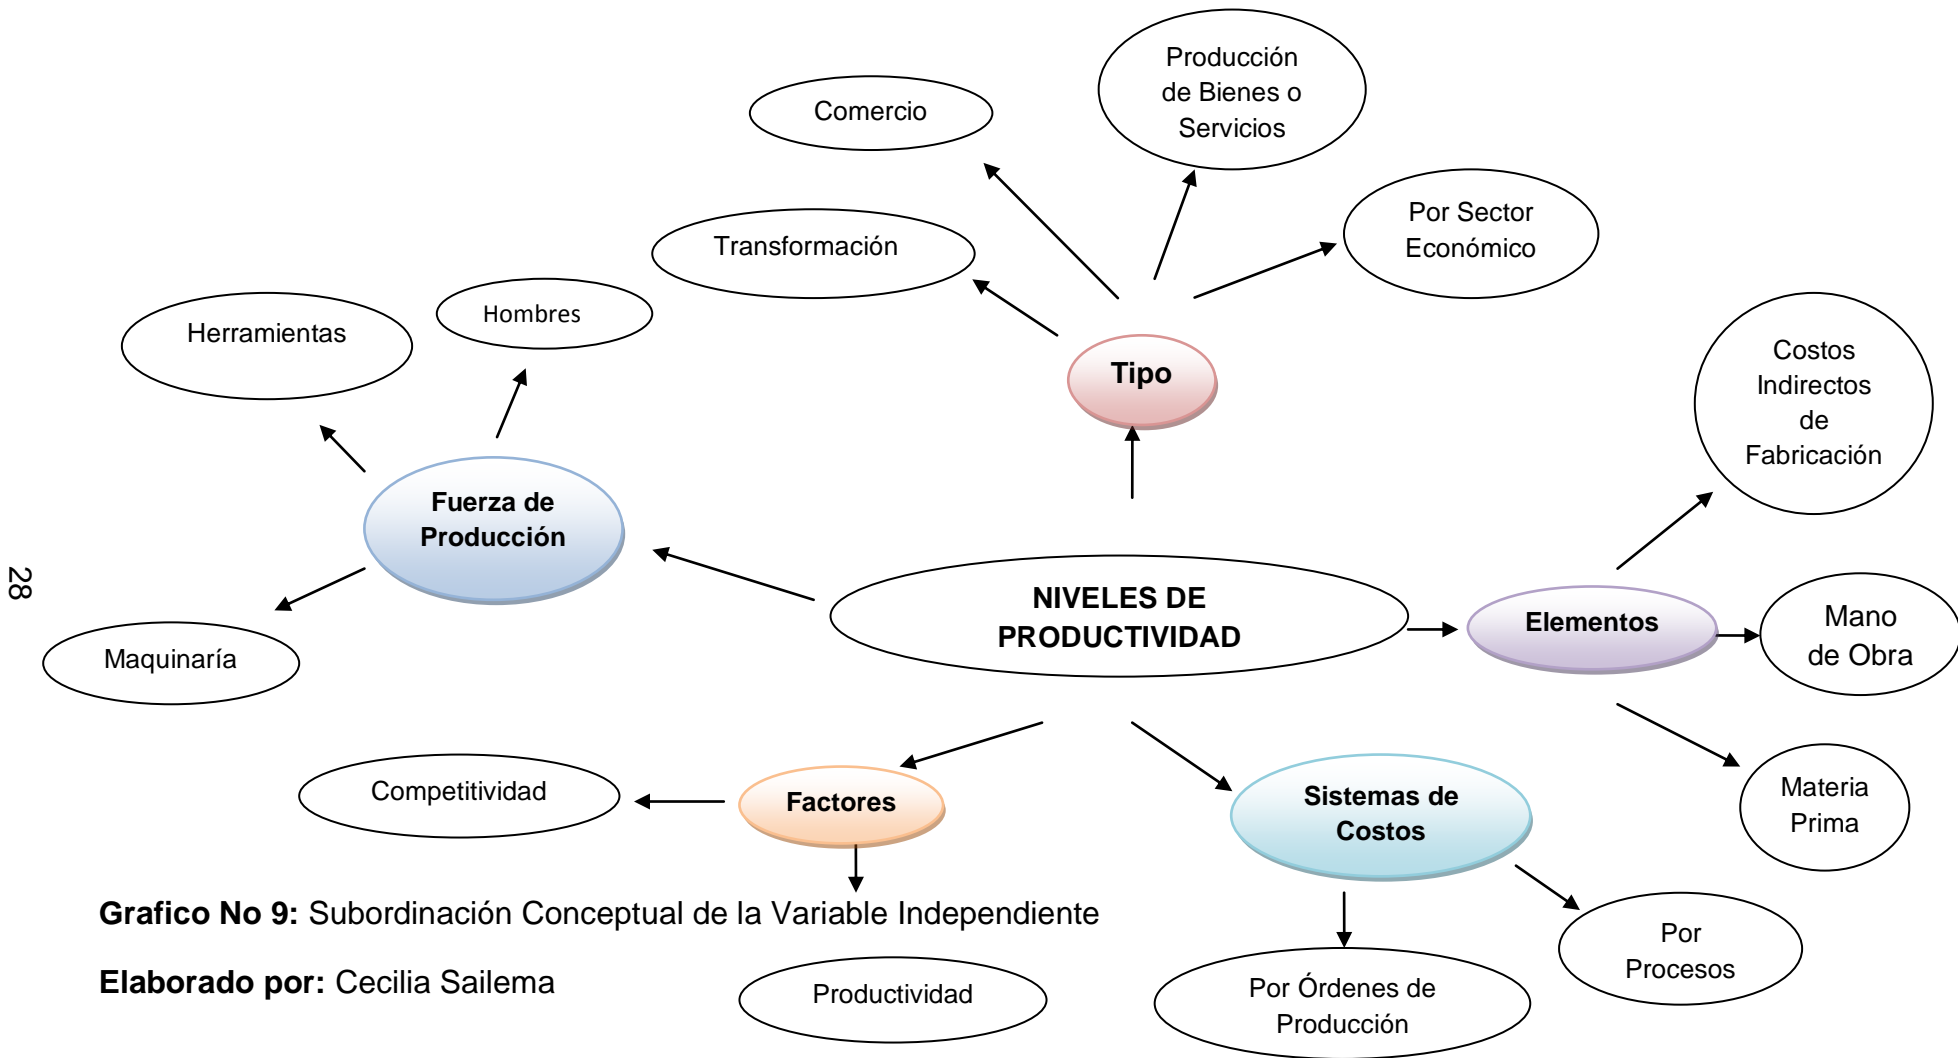 Producción
de Bienes o
Servicios
Comercio
Por Sector
Económico
Transformación
Herramientas
Hombres
Tipo
Costos
Indirectos
de
Fabricación
Fuerza de
Producción
NIVELES DE
PRODUCTIVIDAD
Elementos
Mano
de Obra
28
Maquinaría
Competitividad
Factores
Sistemas de
Costos
Materia
Prima
Grafico No 9: Subordinación Conceptual de la Variable Independiente
Por
Procesos
Elaborado por: Cecilia Sailema
Productividad
Por Órdenes de
Producción